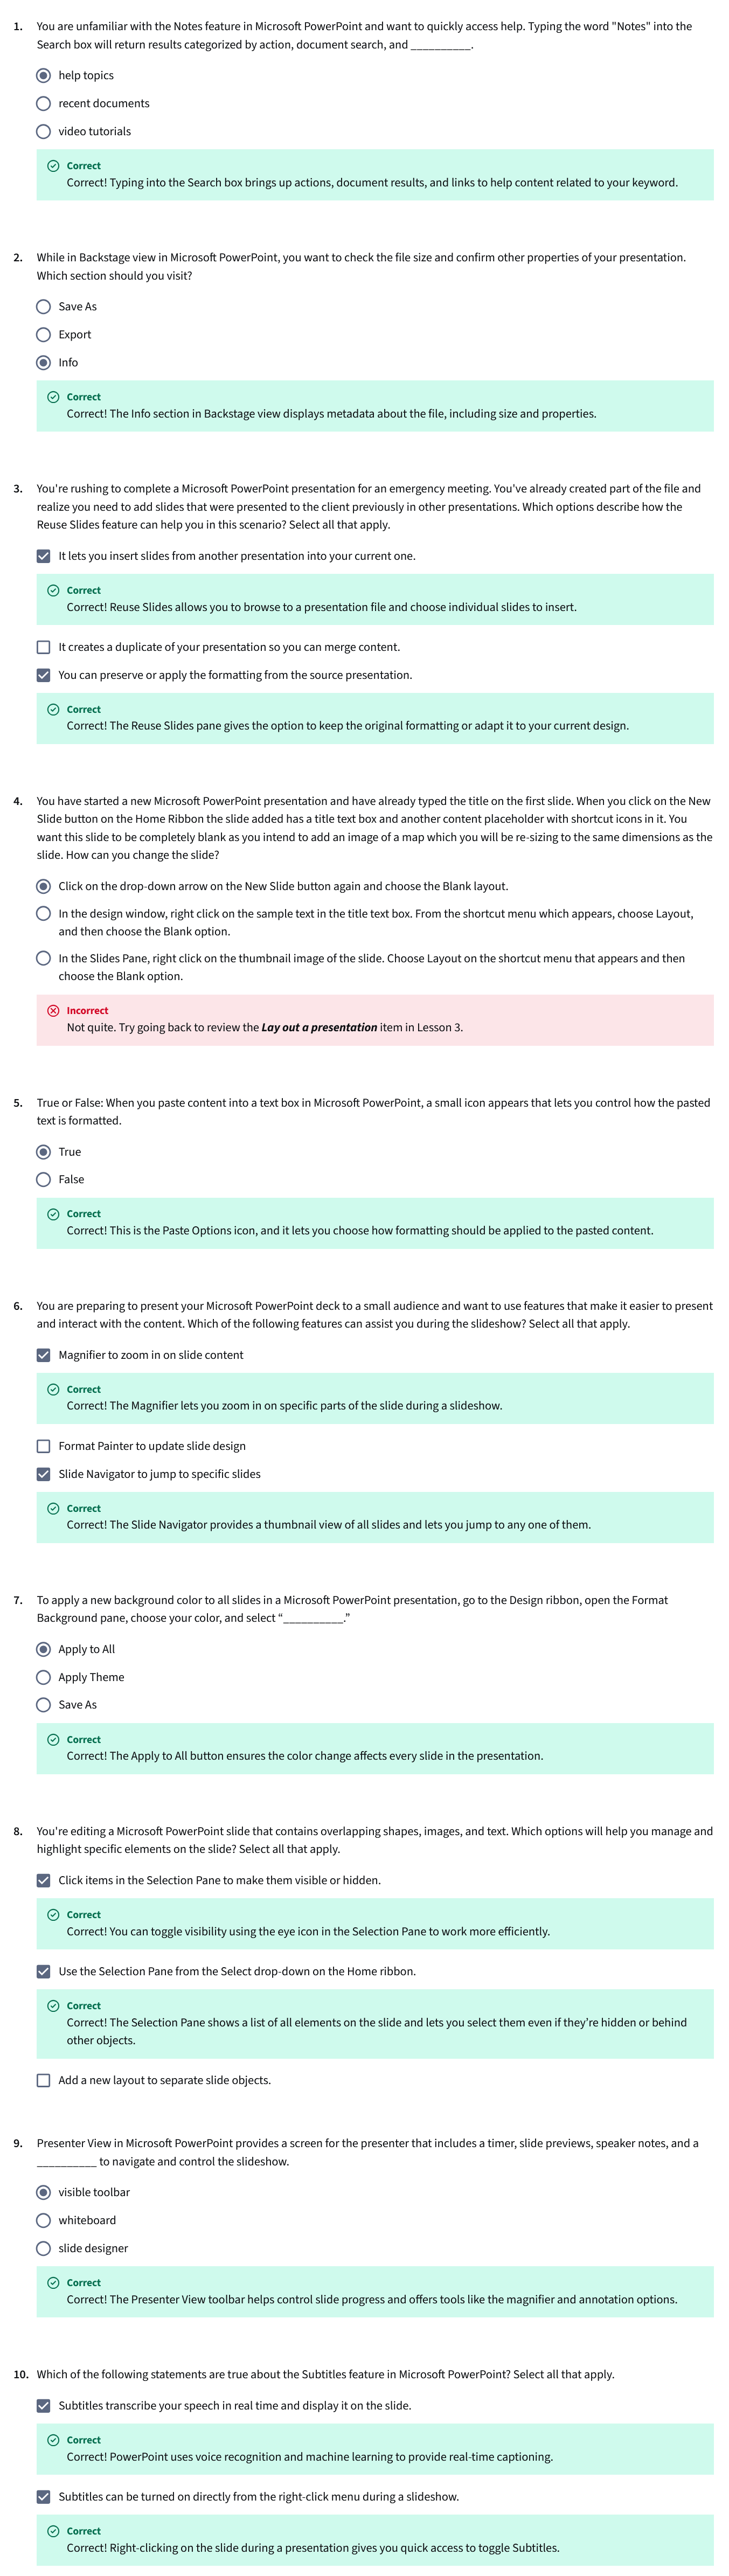 1. You are unfamiliar with the Notes feature in Microsoft PowerPoint and want to quickly access help. Typing the word "Notes" into the
Search box will return results categorized by action, document search, and __________.
help topics
recent documents
video tutorials
Correct
Correct! Typing into the Search box brings up actions, document results, and links to help content related to your keyword.
2. While in Backstage view in Microsoft PowerPoint, you want to check the file size and confirm other properties of your presentation.
Which section should you visit?
Save As
Export
Info
Correct
Correct! The Info section in Backstage view displays metadata about the file, including size and properties.
3. You're rushing to complete a Microsoft PowerPoint presentation for an emergency meeting. You've already created part of the file and
realize you need to add slides that were presented to the client previously in other presentations. Which options describe how the
Reuse Slides feature can help you in this scenario? Select all that apply.
It lets you insert slides from another presentation into your current one.
Correct
Correct! Reuse Slides allows you to browse to a presentation file and choose individual slides to insert.
It creates a duplicate of your presentation so you can merge content.
You can preserve or apply the formatting from the source presentation.
Correct
Correct! The Reuse Slides pane gives the option to keep the original formatting or adapt it to your current design.
4. You have started a new Microsoft PowerPoint presentation and have already typed the title on the first slide. When you click on the New
Slide button on the Home Ribbon the slide added has a title text box and another content placeholder with shortcut icons in it. You
want this slide to be completely blank as you intend to add an image of a map which you will be re-sizing to the same dimensions as the
slide. How can you change the slide?
Click on the drop-down arrow on the New Slide button again and choose the Blank layout.
In the design window, right click on the sample text in the title text box. From the shortcut menu which appears, choose Layout,
and then choose the Blank option.
In the Slides Pane, right click on the thumbnail image of the slide. Choose Layout on the shortcut menu that appears and then
choose the Blank option.
Incorrect
Not quite. Try going back to review the Lay out a presentation item in Lesson 3.
5. True or False: When you paste content into a text box in Microsoft PowerPoint, a small icon appears that lets you control how the pasted
text is formatted.
True
False
Correct
Correct! This is the Paste Options icon, and it lets you choose how formatting should be applied to the pasted content.
6. You are preparing to present your Microsoft PowerPoint deck to a small audience and want to use features that make it easier to present
and interact with the content. Which of the following features can assist you during the slideshow? Select all that apply.
Magnifier to zoom in on slide content
Correct
Correct! The Magnifier lets you zoom in on specific parts of the slide during a slideshow.
Format Painter to update slide design
Slide Navigator to jump to specific slides
Correct
Correct! The Slide Navigator provides a thumbnail view of all slides and lets you jump to any one of them.
7. To apply a new background color to all slides in a Microsoft PowerPoint presentation, go to the Design ribbon, open the Format
Background pane, choose your color, and select “__________.”
Apply to All
Apply Theme
Save As
Correct
Correct! The Apply to All button ensures the color change affects every slide in the presentation.
8. You're editing a Microsoft PowerPoint slide that contains overlapping shapes, images, and text. Which options will help you manage and
highlight specific elements on the slide? Select all that apply.
Click items in the Selection Pane to make them visible or hidden.
Correct
Correct! You can toggle visibility using the eye icon in the Selection Pane to work more efficiently.
Use the Selection Pane from the Select drop-down on the Home ribbon.
Correct
Correct! The Selection Pane shows a list of all elements on the slide and lets you select them even if they’re hidden or behind
other objects.
Add a new layout to separate slide objects.
9. Presenter View in Microsoft PowerPoint provides a screen for the presenter that includes a timer, slide previews, speaker notes, and a
__________ to navigate and control the slideshow.
visible toolbar
whiteboard
slide designer
Correct
Correct! The Presenter View toolbar helps control slide progress and offers tools like the magnifier and annotation options.
10. Which of the following statements are true about the Subtitles feature in Microsoft PowerPoint? Select all that apply.
Subtitles transcribe your speech in real time and display it on the slide.
Correct
Correct! PowerPoint uses voice recognition and machine learning to provide real-time captioning.
Subtitles can be turned on directly from the right-click menu during a slideshow.
Correct
Correct! Right-clicking on the slide during a presentation gives you quick access to toggle Subtitles.